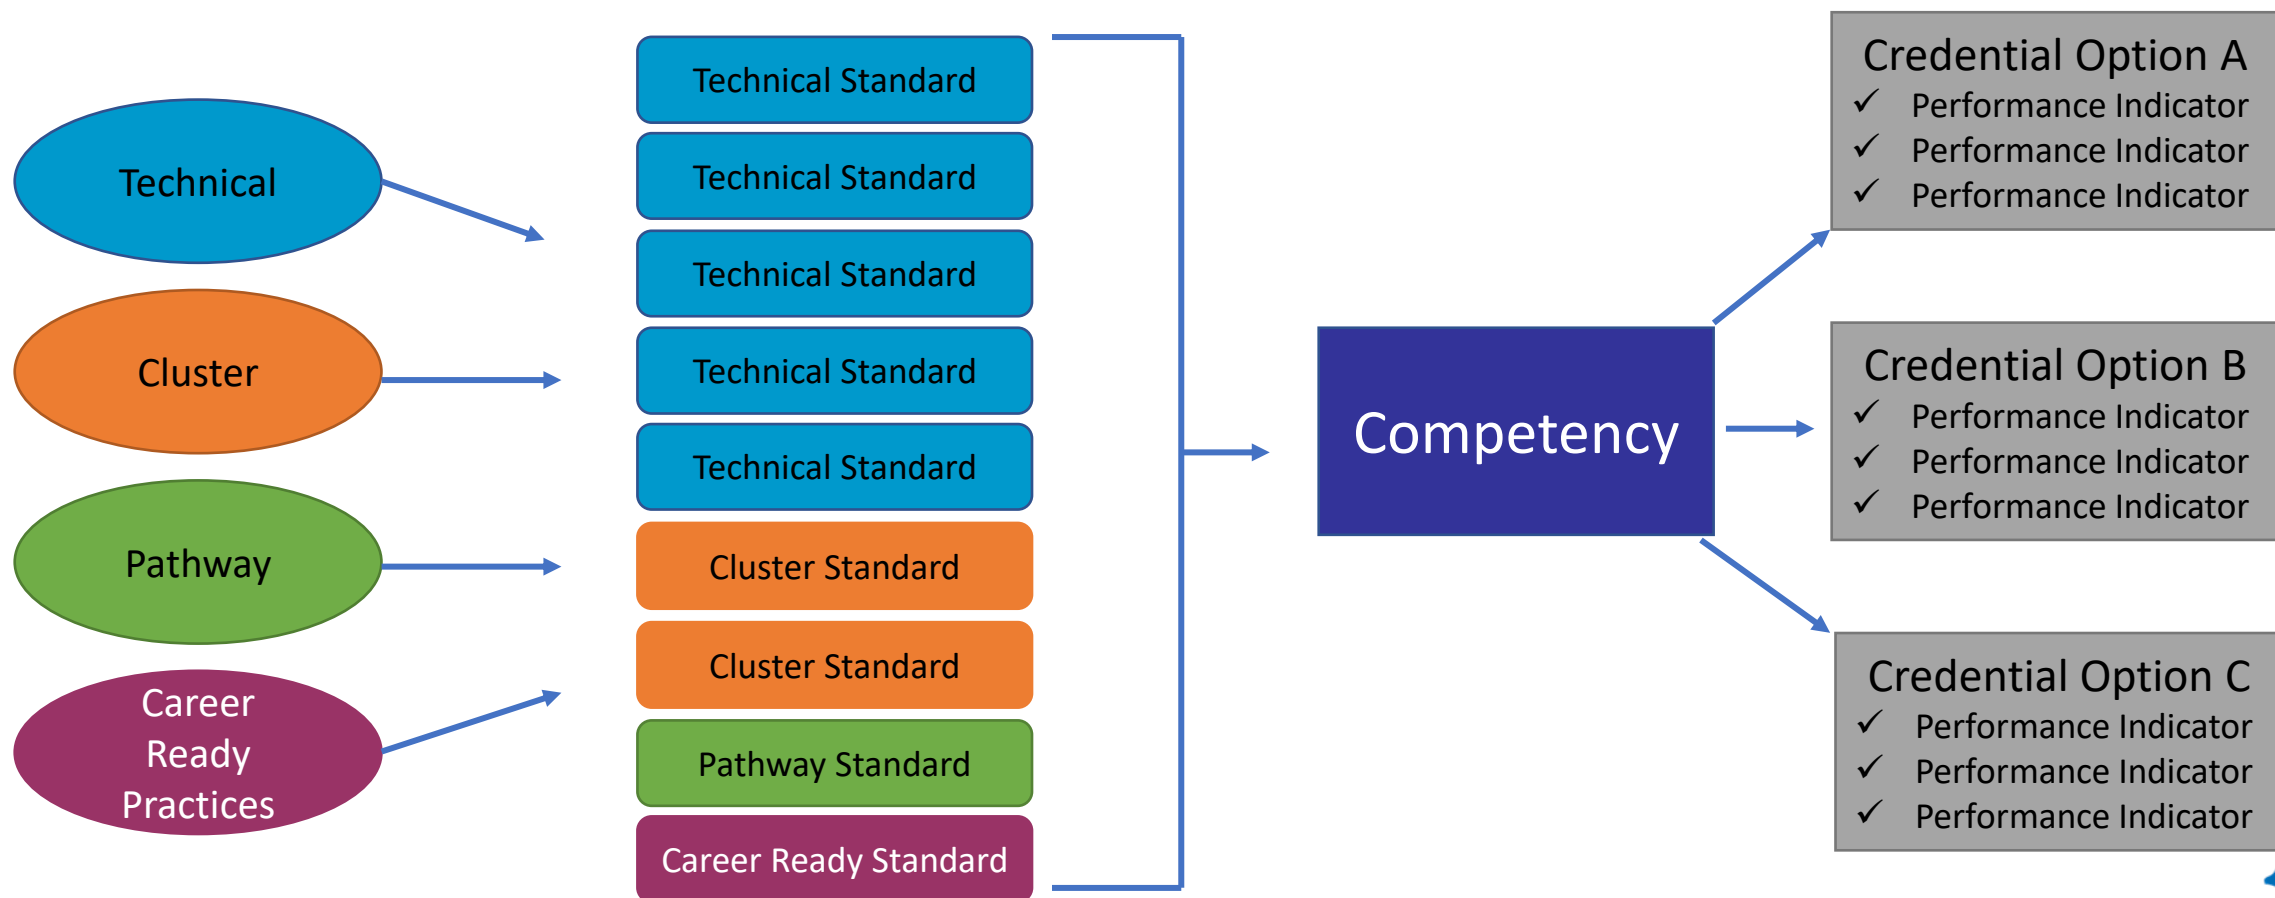 Technical
Cluster
Pathway
Career
Ready
Practices
Technical Standard
Technical Standard
Technical Standard
Technical Standard
Technical Standard
Cluster Standard
Cluster Standard
Pathway Standard
Career Ready Standard
Competency
Credential Option A
✓ Performance Indicator
✓ Performance Indicator
✓ Performance Indicator
Credential Option B
✓ Performance Indicator
✓ Performance Indicator
✓ Performance Indicator
Credential Option C
✓ Performance Indicator
✓ Performance Indicator
✓ Performance Indicator